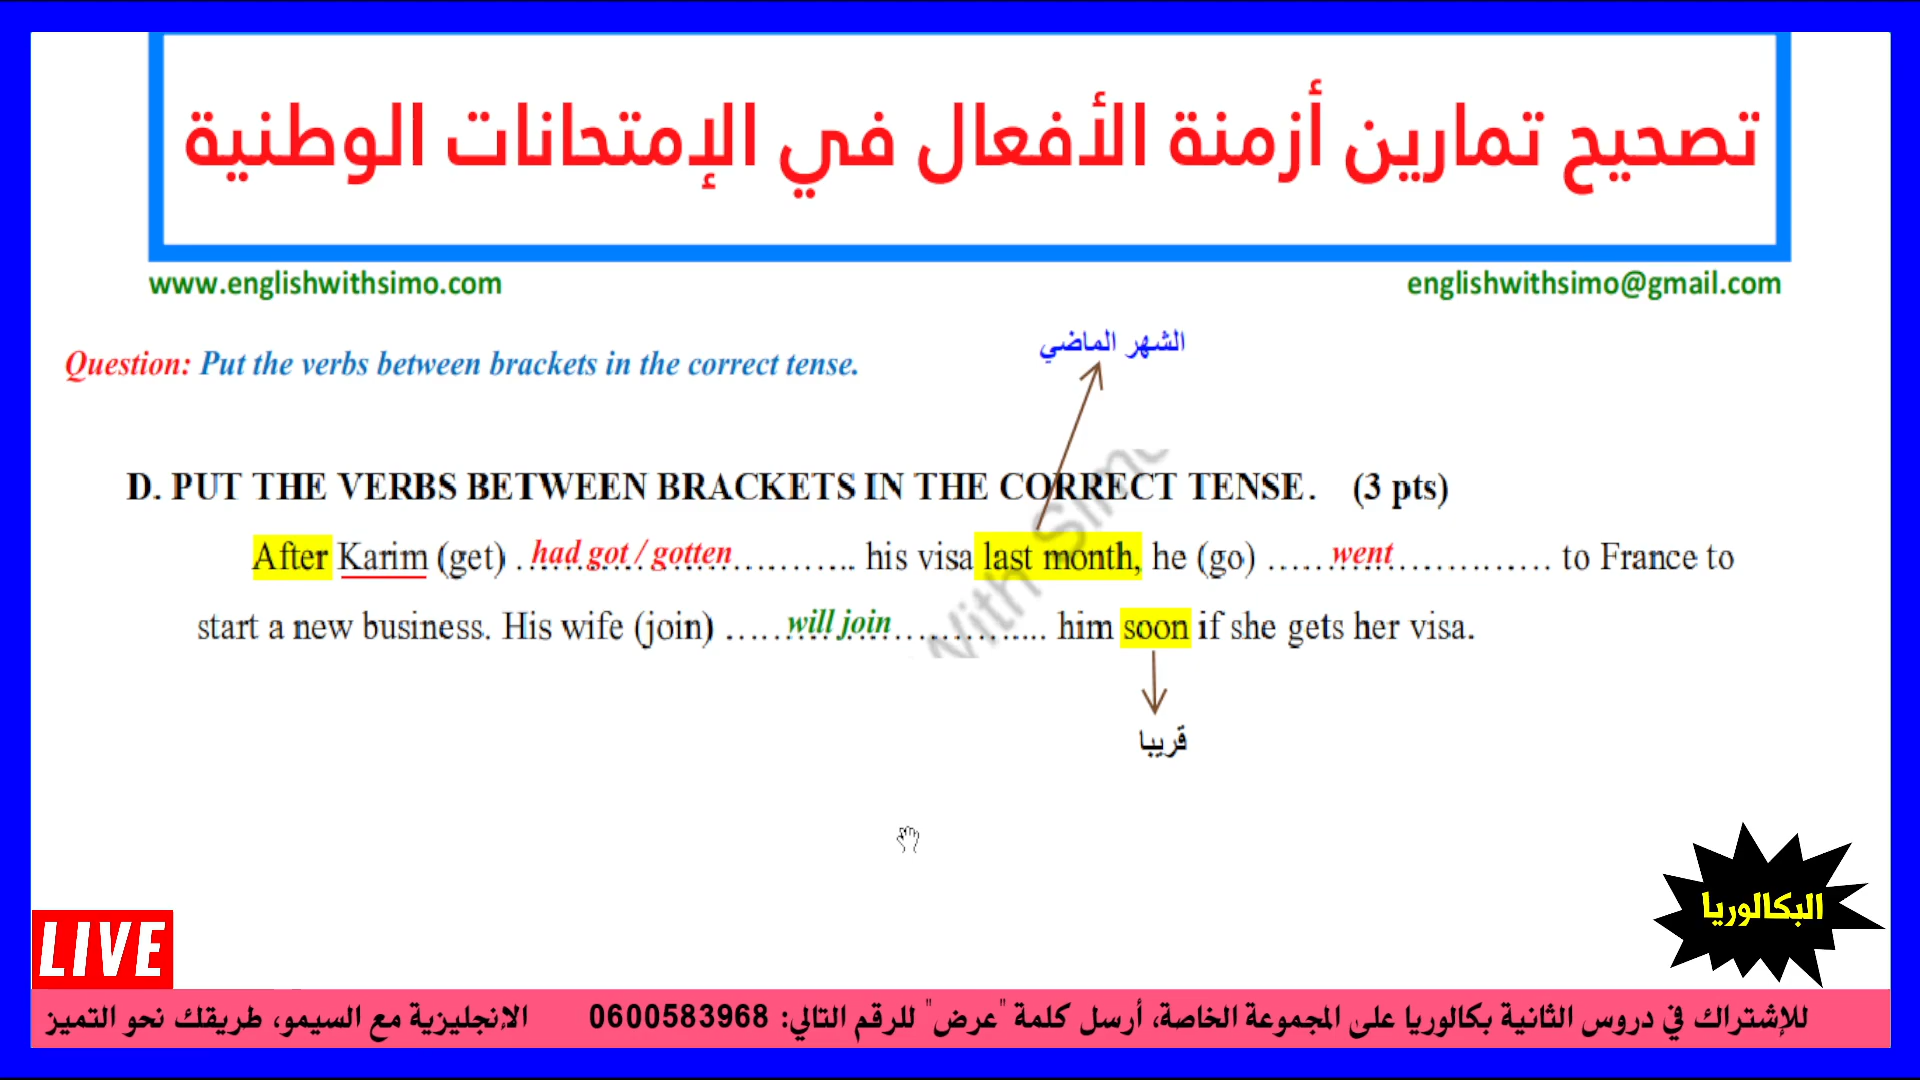 تصحيح تمارين أزمنة الأفعال في الإمتحانات الوطنية
www.englishwithsimo.com englishwithsimo@gmail.com
الشهر الماضي
Question: Put the verbs between brackets in the correct tense.
D. PUT THE VERBS BETWEEN BRACKETS IN THE CORRECT TENSE. (3 pts)
After Karim (get) ...had got / gotten......... his visa last month, he (go) ......went............ to France to
start a new business. His wife (join) ......will join............ him soon if she gets her visa.
With Simo
قريبا
البكالوريا
LIVE
للإشتراك في دروس الثانية بكالوريا على المجموعة الخاصة، أرسل كلمة "عرض" للرقم التالي: 0600583968 الإنجليزية مع السيمو، طريقك نحو التميز